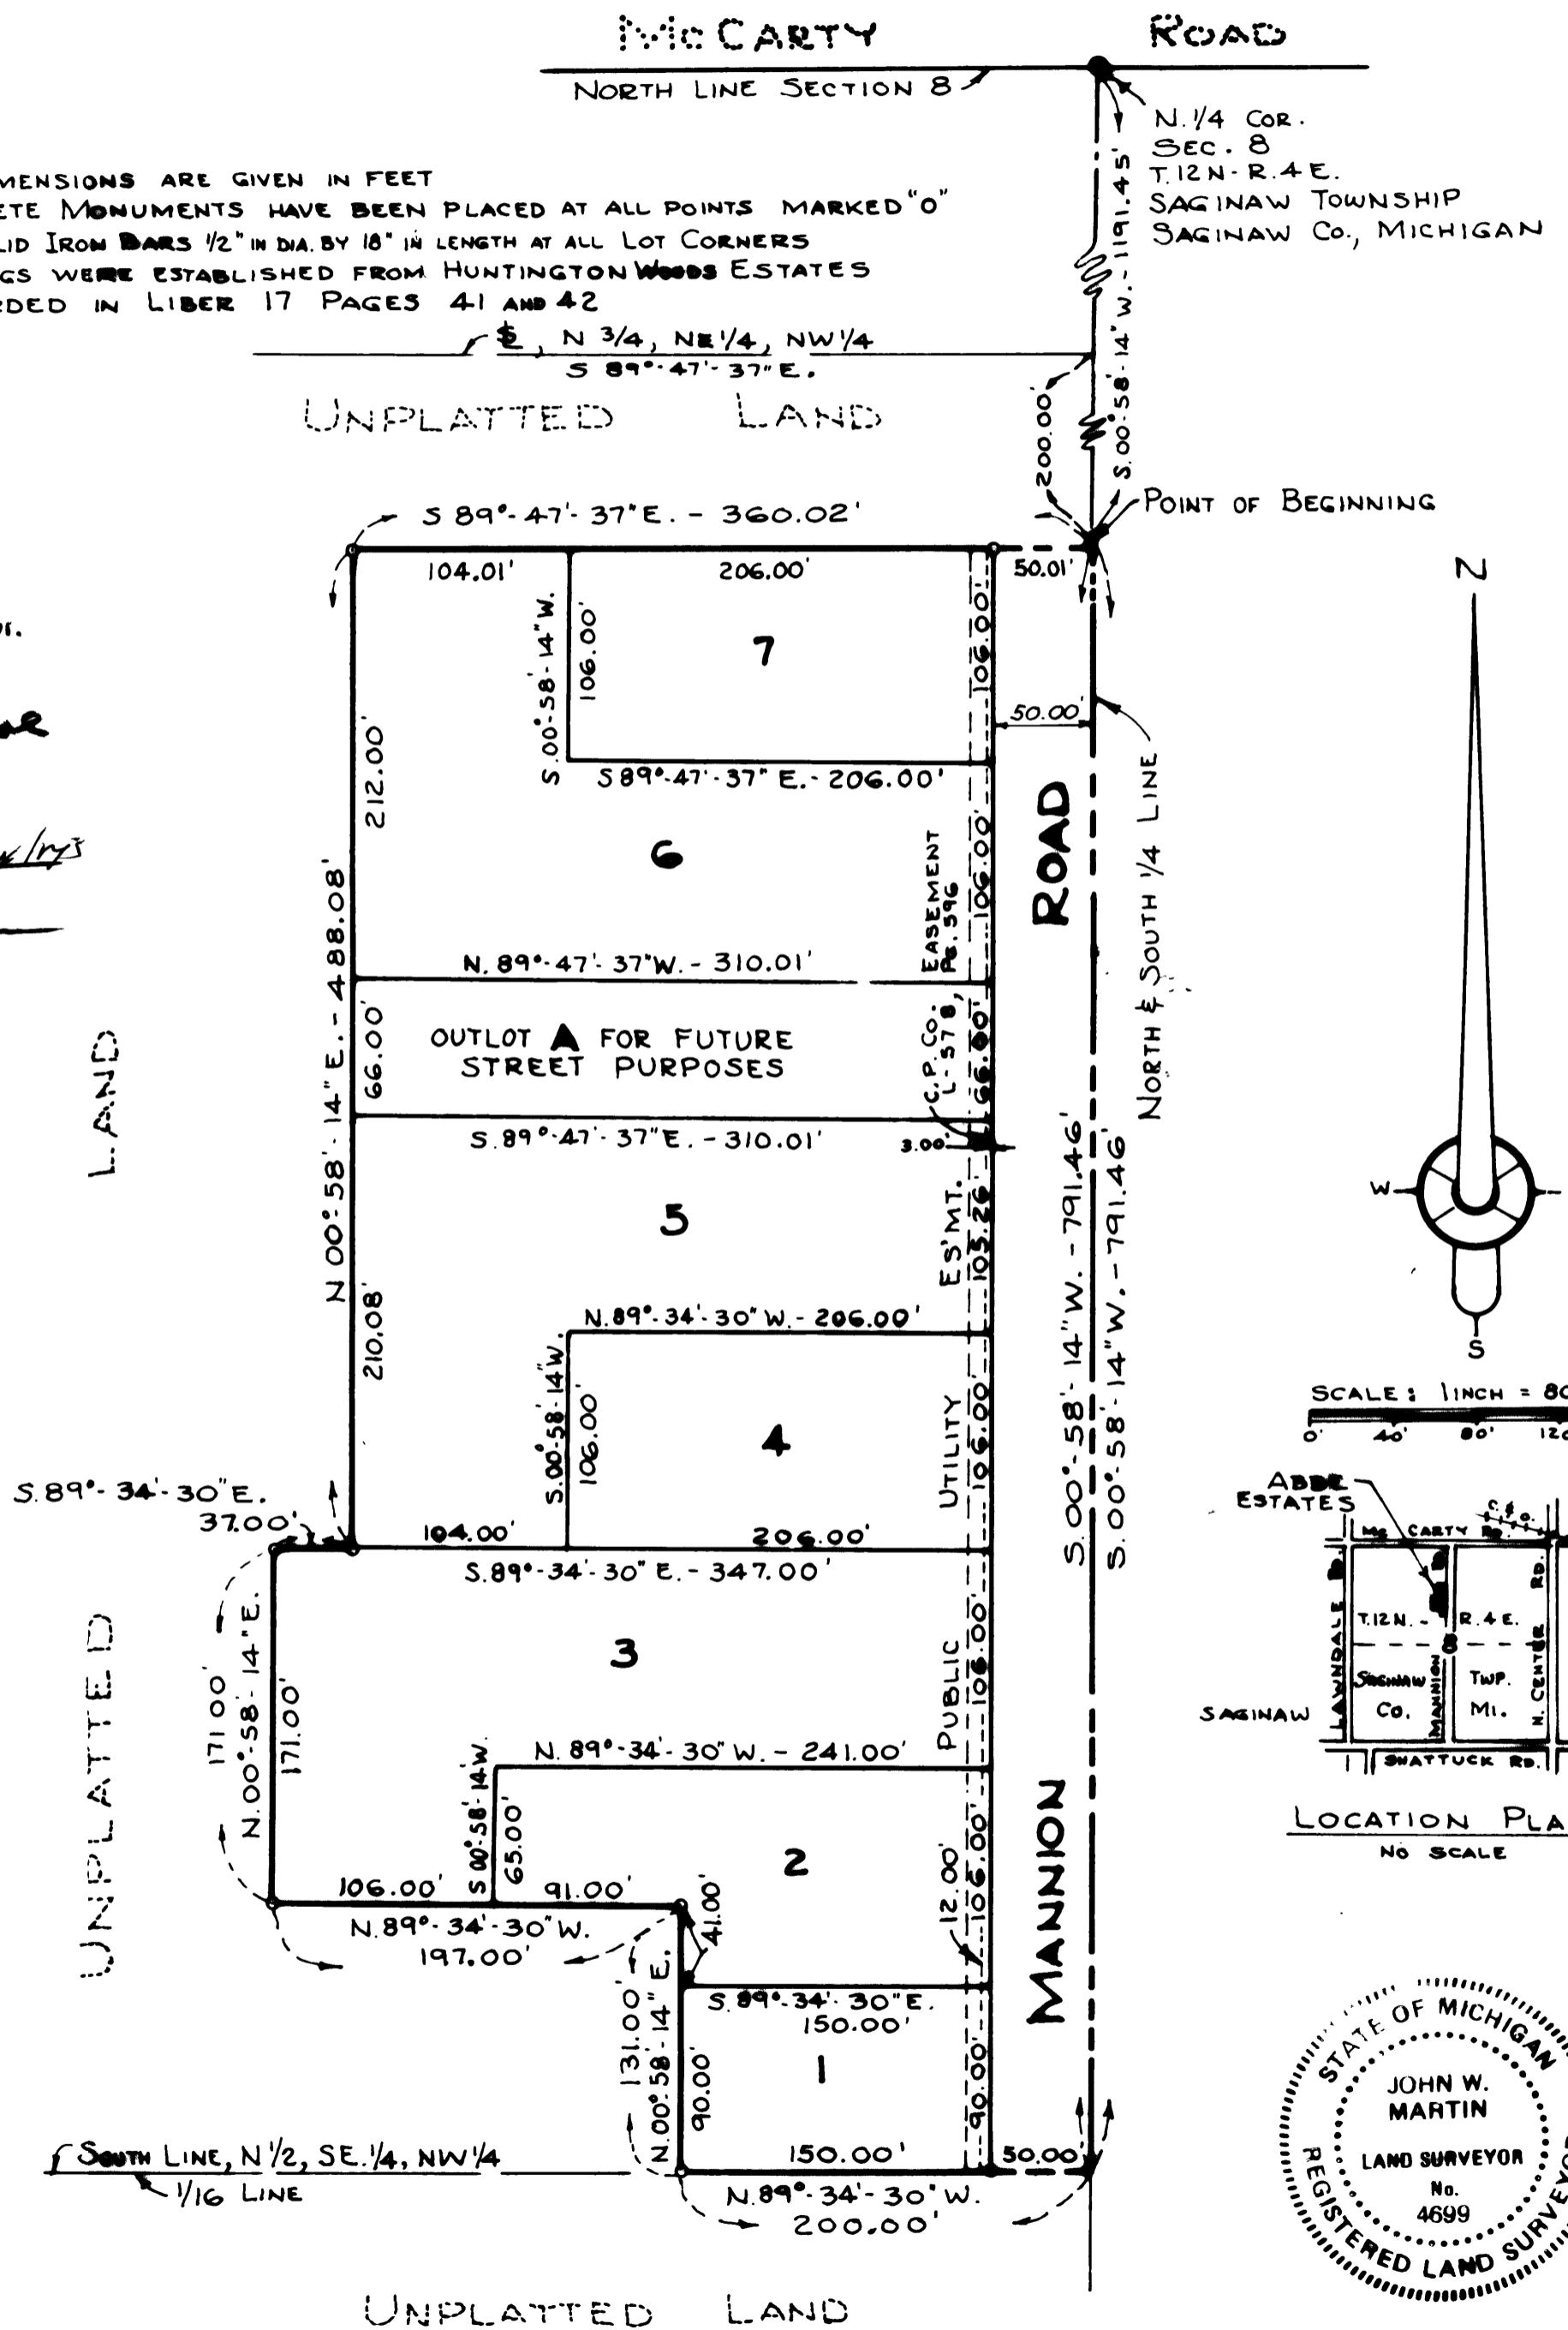 McCARTY ROAD
NORTH LINE SECTION 8
N. 1/4 COR.
SEC. 8
T. 12 N - R. 4 E.
SAGINAW TOWNSHIP
SAGINAW Co., MICHIGAN
MENSIONS ARE GIVEN IN FEET
ETE MONUMENTS HAVE BEEN PLACED AT ALL POINTS MARKED "O"
LID IRON BARS 1/2" IN DIA. BY 18" IN LENGTH AT ALL LOT CORNERS
GS WERE ESTABLISHED FROM HUNTINGTON WOODS ESTATES
RDED IN LIBER 17 PAGES 41 AND 42
S.00°-58'-14"W.-1191.45'
℄, N 3/4, NE 1/4, NW 1/4
S 89°-47'-37"E.
UNPLATTED LAND
200.00'
POINT OF BEGINNING
S 89°-47'-37"E. - 360.02'
104.01'
206.00'
50.01'
S.00°-58'-14"W.
106.00'
7
106.00'
50.00'
S 89°-47'-37" E.- 206.00'
212.00'
6
106.00'
EASEMENT
PG. 596
C.P. Co.
L-578,
ROAD
NORTH & SOUTH 1/4 LINE
N 00°-58'-14"E. - 488.08'
N. 89°-47'-37"W. - 310.01'
66.00'
OUTLOT A FOR FUTURE
STREET PURPOSES
66.00'
S.89°-47'-37"E. - 310.01'
3.00'
LAND
5
ES'MT.
105.26'
210.08'
N.89°-34'-30"W.- 206.00'
S.00°-58'-14"W.
106.00'
4
UTILITY
106.00'
S.00°-58'-14"W. - 791.46'
S.00°-58'-14"W. - 791.46'
S.89°-34'-30"E.
37.00'
104.00'
206.00'
S.89°-34'-30" E.- 347.00'
UNPLATTED
171.00'
N.00°-58'-14"E.
171.00'
3
PUBLIC
106.00'
N. 89°-34'-30" W. - 241.00'
S 00°-58'-14"W.
65.00'
2
12.00'
106.00'
MANNION
106.00'
91.00'
N.89°-34'-30"W.
197.00'
41.00'
S.89°-34'-30"E.
150.00'
131.00'
N.00°-58'-14"E.
90.00'
1
90.00'
SOUTH LINE, N 1/2, SE. 1/4, NW 1/4
1/16 LINE
150.00'
50.00'
N.89°-34'-30"W.
200.00'
UNPLATTED LAND
N
W
S
SCALE: 1 INCH = 80
0' 40' 80' 120
ABDE
ESTATES
C. & O.
Mc CARTY RD.
LAWNDALE RD.
T.12 N. - R. 4 E.
8
SAGINAW TWP.
Co. MI.
MANNION
N. CENTER RD.
SAGINAW
SHATTUCK RD.
LOCATION PLA
NO SCALE
STATE OF MICHIGAN
JOHN W.
MARTIN
LAND SURVEYOR
No.
4699
REGISTERED LAND SURVEYO